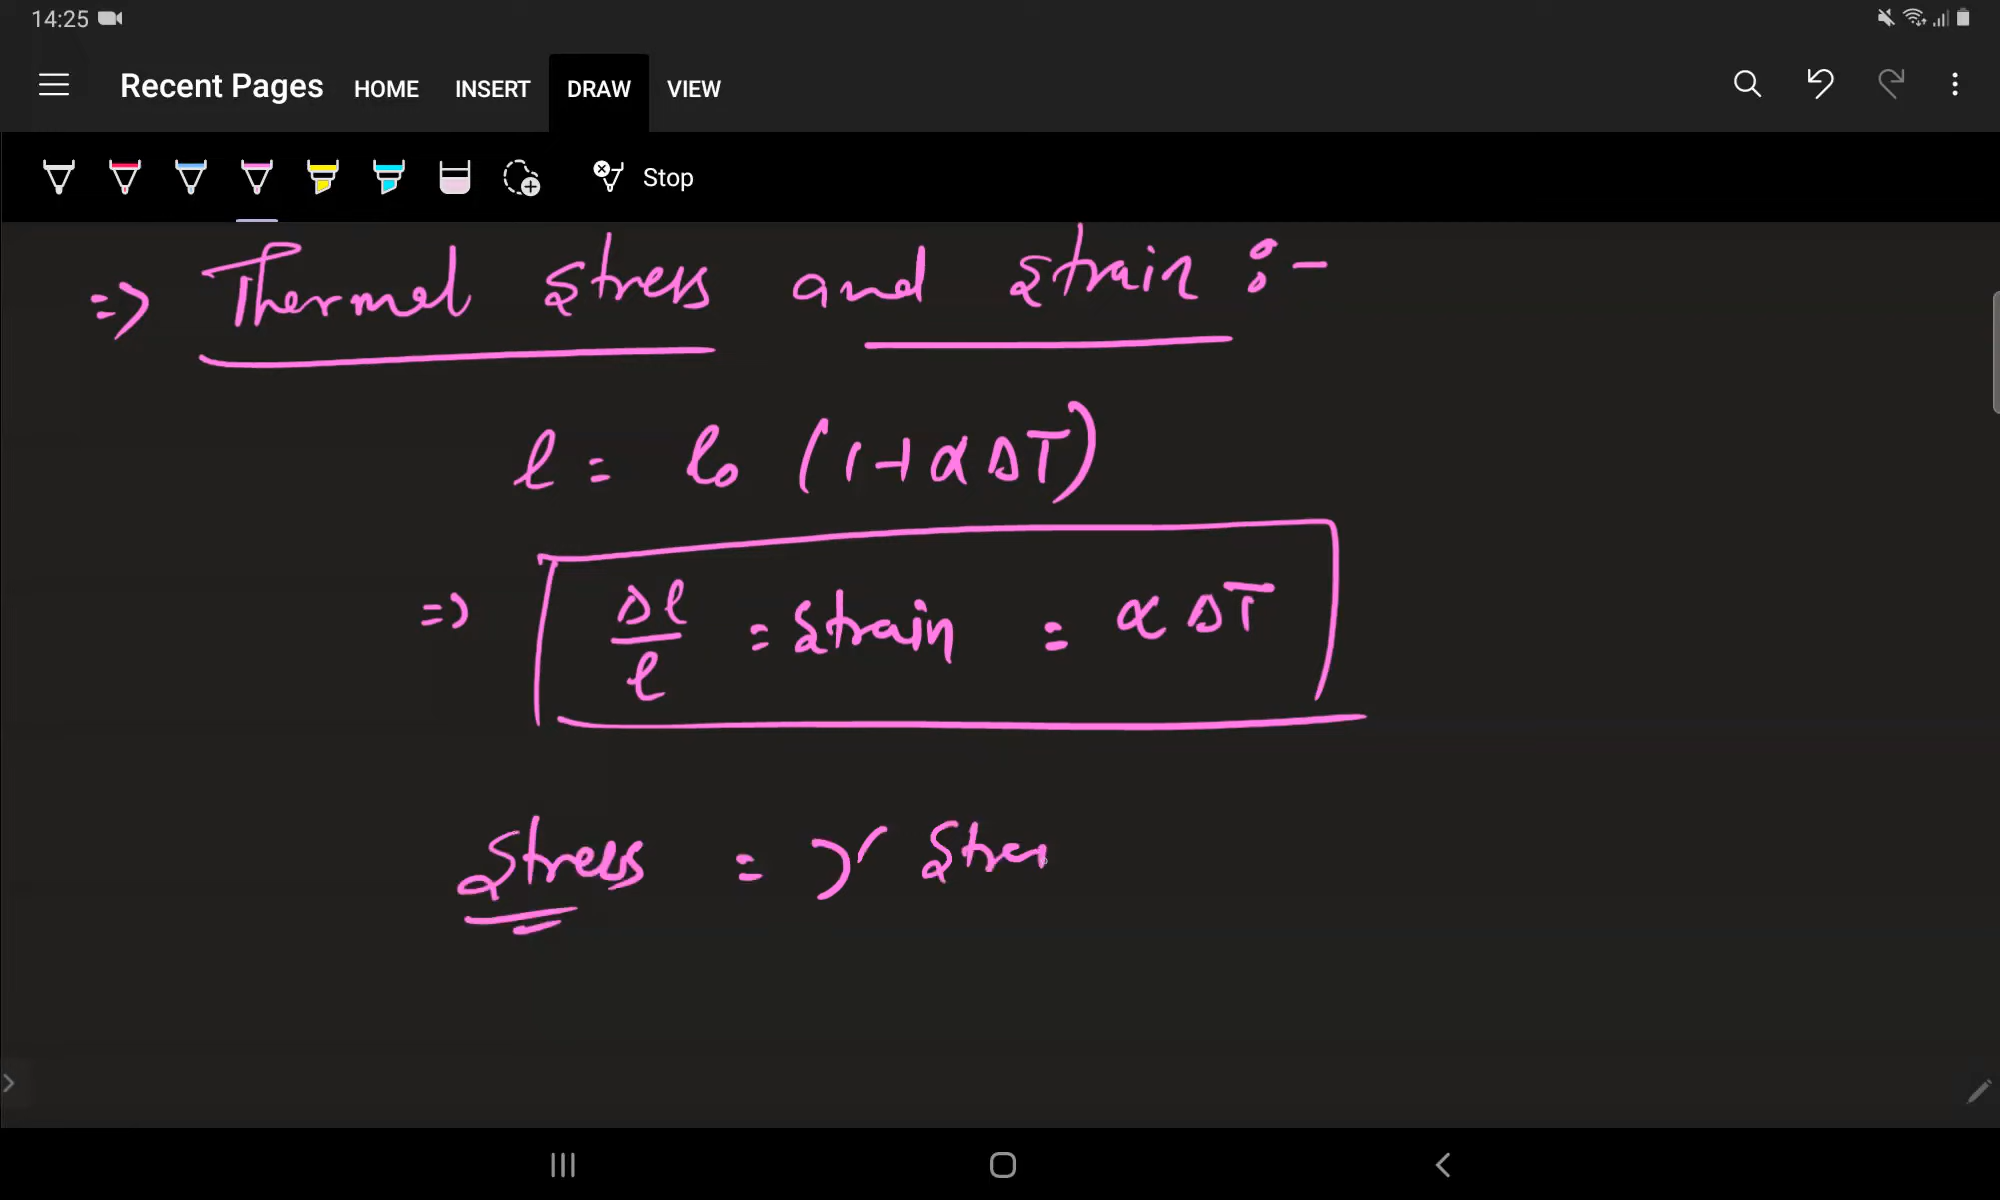 14:25
Recent Pages HOME INSERT DRAW VIEW
Stop
=> Thermal stress and strain :-
l = l₀ (1+αΔT)
=> Δl/l = strain = αΔT
Stress = Y Stra